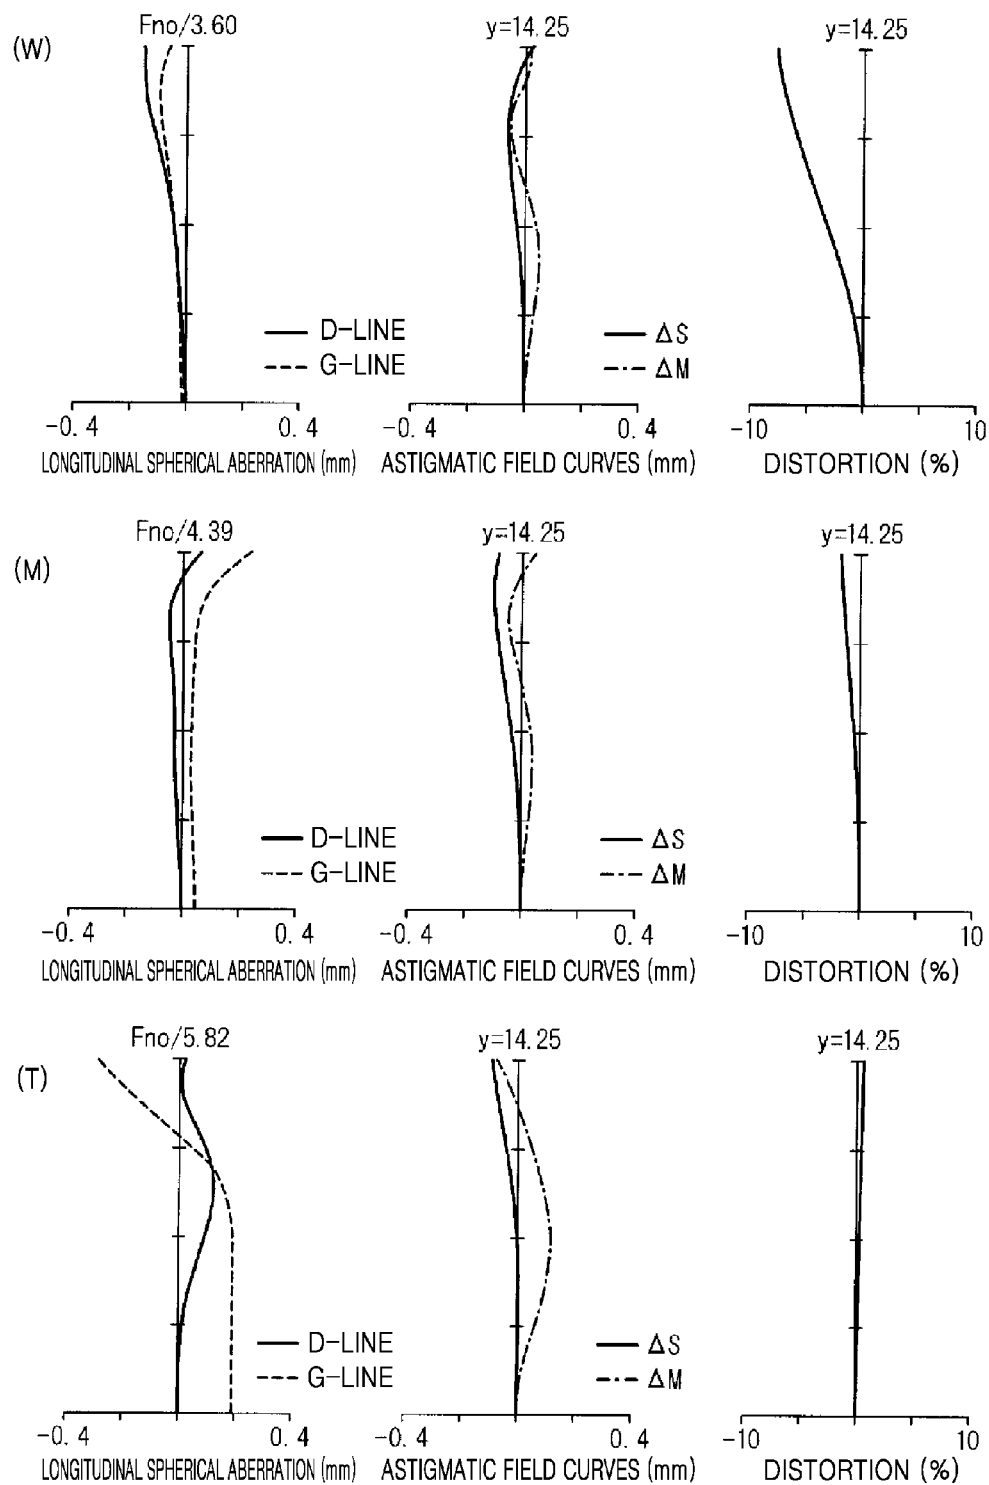 (W)
Fno/3.60
y=14.25
y=14.25
D-LINE
G-LINE
ΔS
ΔM
-0.4
0.4
-0.4
0.4
-10
10
LONGITUDINAL SPHERICAL ABERRATION (mm)
ASTIGMATIC FIELD CURVES (mm)
DISTORTION (%)
(M)
Fno/4.39
y=14.25
y=14.25
D-LINE
G-LINE
ΔS
ΔM
-0.4
0.4
-0.4
0.4
-10
10
LONGITUDINAL SPHERICAL ABERRATION (mm)
ASTIGMATIC FIELD CURVES (mm)
DISTORTION (%)
(T)
Fno/5.82
y=14.25
y=14.25
D-LINE
G-LINE
ΔS
ΔM
-0.4
0.4
-0.4
0.4
-10
10
LONGITUDINAL SPHERICAL ABERRATION (mm)
ASTIGMATIC FIELD CURVES (mm)
DISTORTION (%)